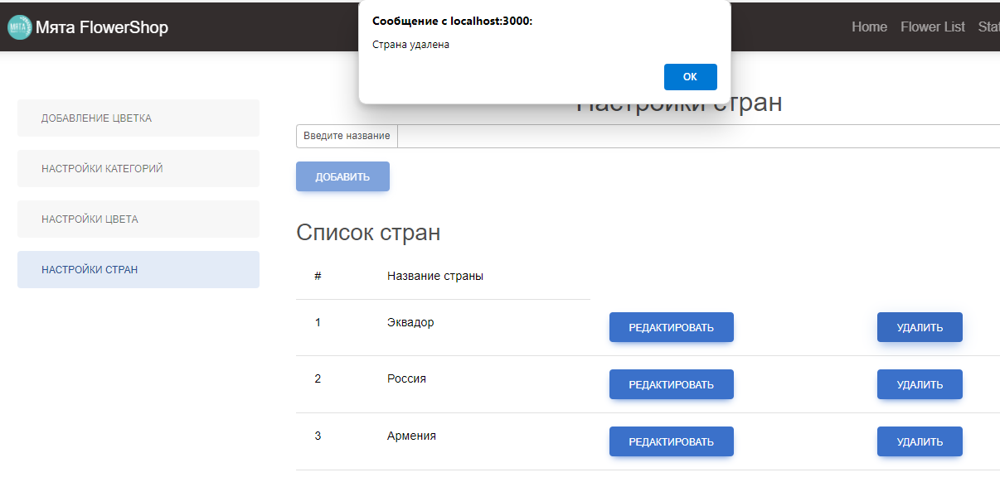 МЯТА
Мята FlowerShop
Сообщение с localhost:3000:
Страна удалена
OK
Home Flower List
ДОБАВЛЕНИЕ ЦВЕТКА
НАСТРОЙКИ КАТЕГОРИЙ
НАСТРОЙКИ ЦВЕТА
НАСТРОЙКИ СТРАН
Настройки стран
Введите название
ДОБАВИТЬ
Список стран
# Название страны
1 Эквадор РЕДАКТИРОВАТЬ УДАЛИТЬ
2 Россия РЕДАКТИРОВАТЬ УДАЛИТЬ
3 Армения РЕДАКТИРОВАТЬ УДАЛИТЬ